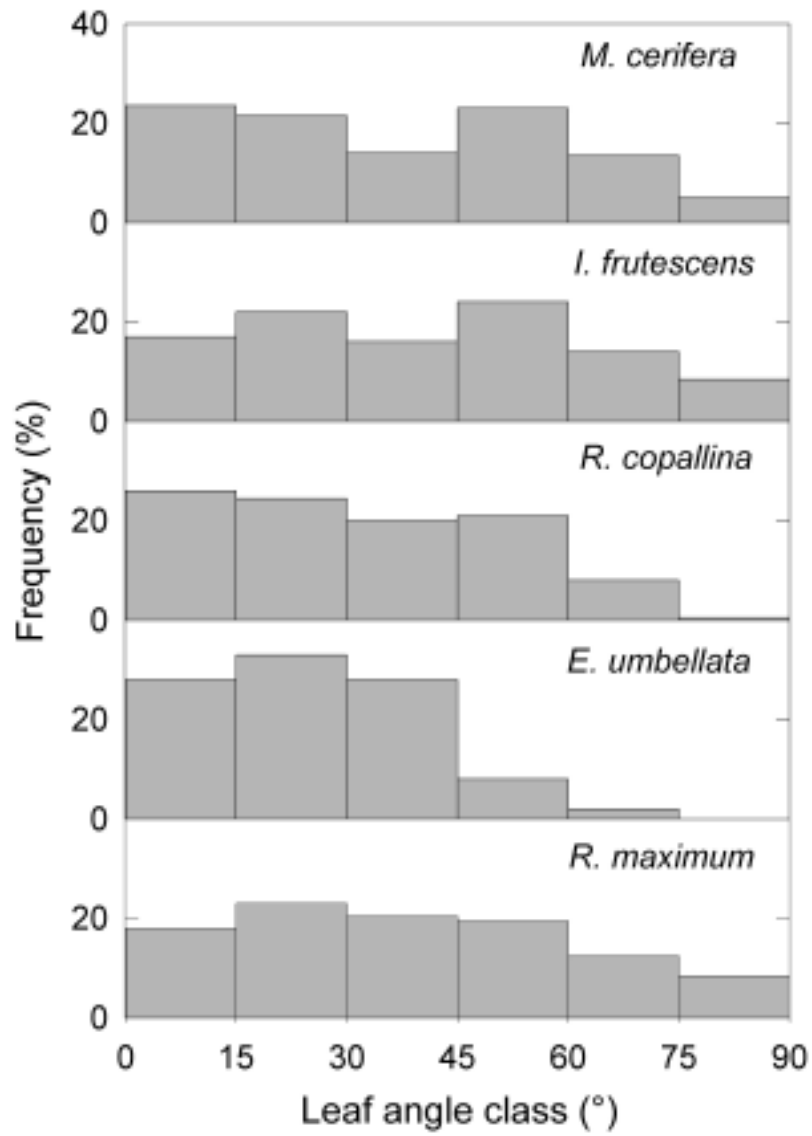 40
M. cerifera
20
0
I. frutescens
20
0
R. copallina
20
0
E. umbellata
20
0
R. maximum
20
0
0 15 30 45 60 75 90
Leaf angle class (°)
Frequency (%)